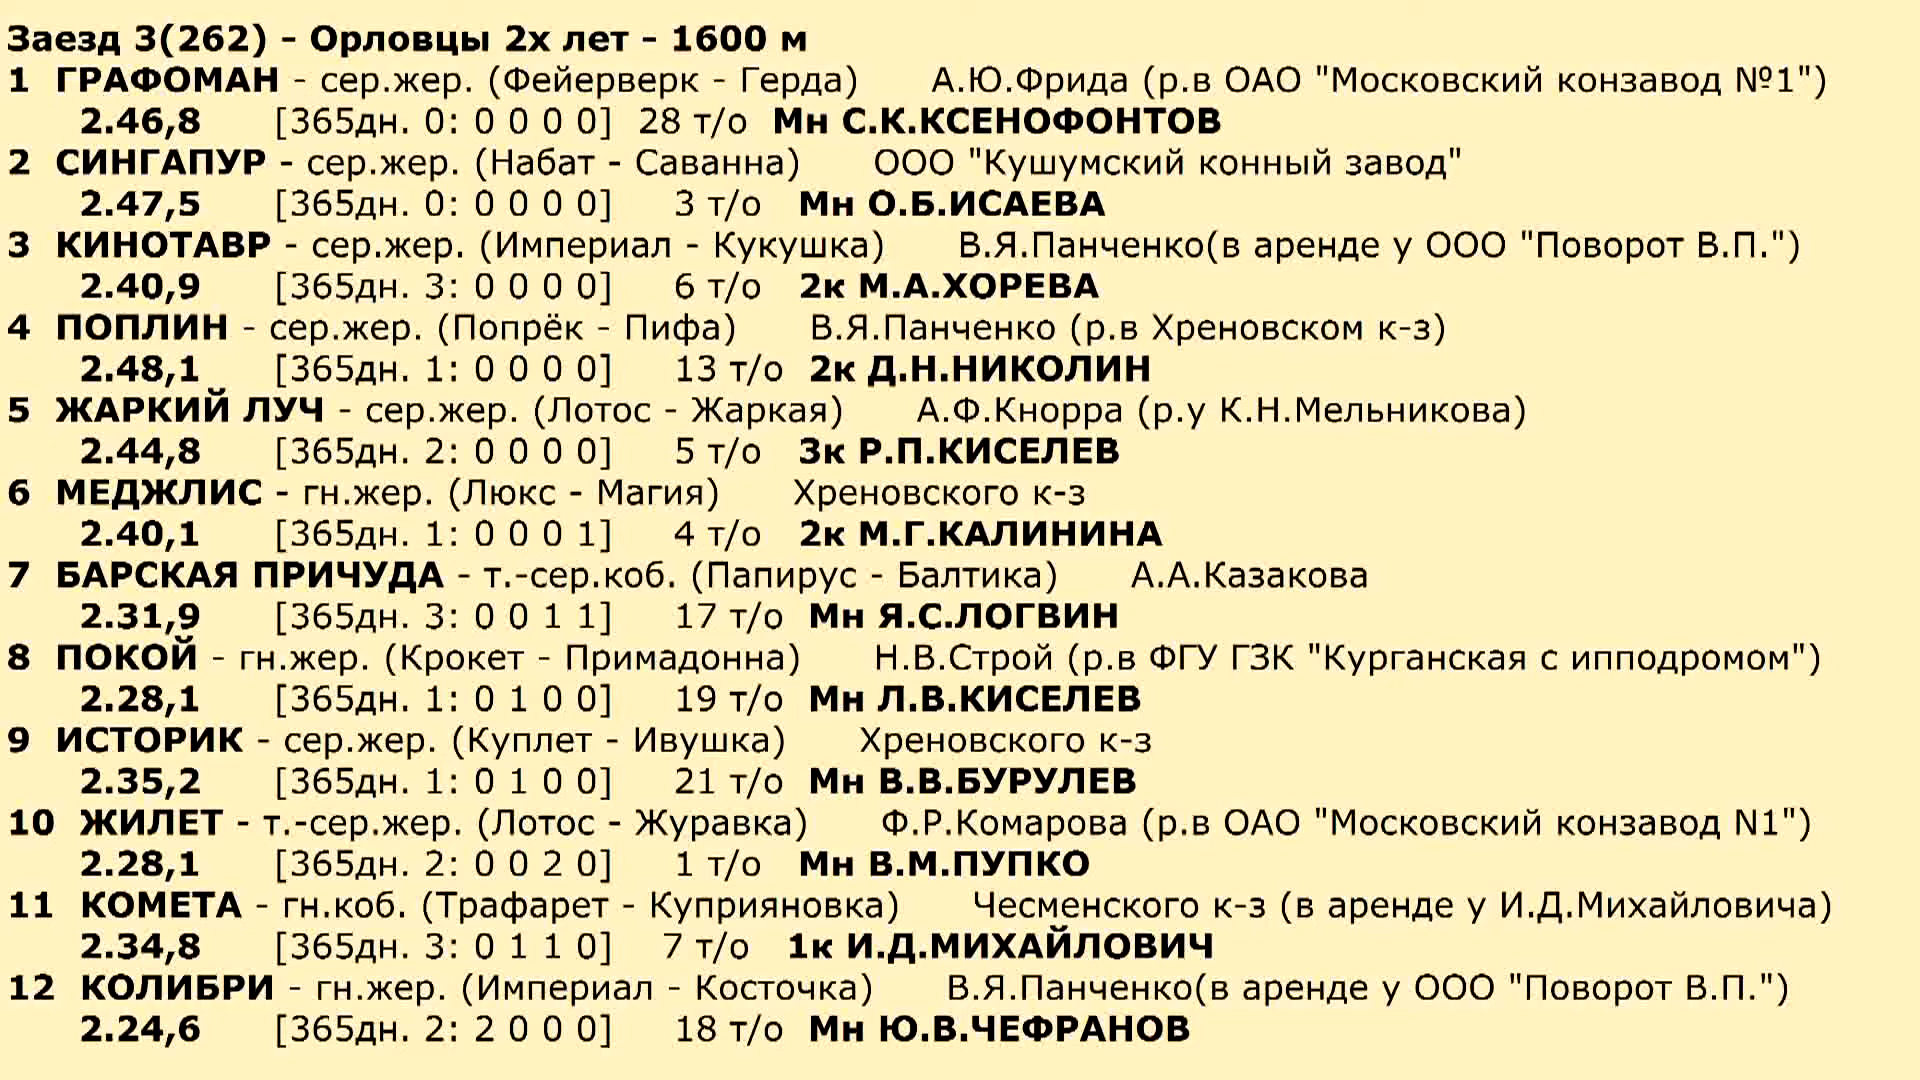 Заезд 3(262) - Орловцы 2х лет - 1600 м
1 ГРАФОМАН - сер.жер. (Фейерверк - Герда) А.Ю.Фрида (р.в ОАО "Московский конзавод №1")
2.46,8 [365дн. 0: 0 0 0 0] 28 т/о Мн С.К.КСЕНОФОНТОВ
2 СИНГАПУР - сер.жер. (Набат - Саванна) ООО "Кушумский конный завод"
2.47,5 [365дн. 0: 0 0 0 0] 3 т/о Мн О.Б.ИСАЕВА
3 КИНОТАВР - сер.жер. (Империал - Кукушка) В.Я.Панченко(в аренде у ООО "Поворот В.П.")
2.40,9 [365дн. 3: 0 0 0 0] 6 т/о 2к М.А.ХОРЕВА
4 ПОПЛИН - сер.жер. (Попрёк - Пифа) В.Я.Панченко (р.в Хреновском к-з)
2.48,1 [365дн. 1: 0 0 0 0] 13 т/о 2к Д.Н.НИКОЛИН
5 ЖАРКИЙ ЛУЧ - сер.жер. (Лотос - Жаркая) А.Ф.Кнорра (р.у К.Н.Мельникова)
2.44,8 [365дн. 2: 0 0 0 0] 5 т/о 3к Р.П.КИСЕЛЕВ
6 МЕДЖЛИС - гн.жер. (Люкс - Магия) Хреновского к-з
2.40,1 [365дн. 1: 0 0 0 1] 4 т/о 2к М.Г.КАЛИНИНА
7 БАРСКАЯ ПРИЧУДА - т.-сер.коб. (Папирус - Балтика) А.А.Казакова
2.31,9 [365дн. 3: 0 0 1 1] 17 т/о Мн Я.С.ЛОГВИН
8 ПОКОЙ - гн.жер. (Крокет - Примадонна) Н.В.Строй (р.в ФГУ ГЗК "Курганская с ипподромом")
2.28,1 [365дн. 1: 0 1 0 0] 19 т/о Мн Л.В.КИСЕЛЕВ
9 ИСТОРИК - сер.жер. (Куплет - Ивушка) Хреновского к-з
2.35,2 [365дн. 1: 0 1 0 0] 21 т/о Мн В.В.БУРУЛЕВ
10 ЖИЛЕТ - т.-сер.жер. (Лотос - Журавка) Ф.Р.Комарова (р.в ОАО "Московский конзавод N1")
2.28,1 [365дн. 2: 0 0 2 0] 1 т/о Мн В.М.ПУПКО
11 КОМЕТА - гн.коб. (Трафарет - Куприяновка) Чесменского к-з (в аренде у И.Д.Михайловича)
2.34,8 [365дн. 3: 0 1 1 0] 7 т/о 1к И.Д.МИХАЙЛОВИЧ
12 КОЛИБРИ - гн.жер. (Империал - Косточка) В.Я.Панченко(в аренде у ООО "Поворот В.П.")
2.24,6 [365дн. 2: 2 0 0 0] 18 т/о Мн Ю.В.ЧЕФРАНОВ